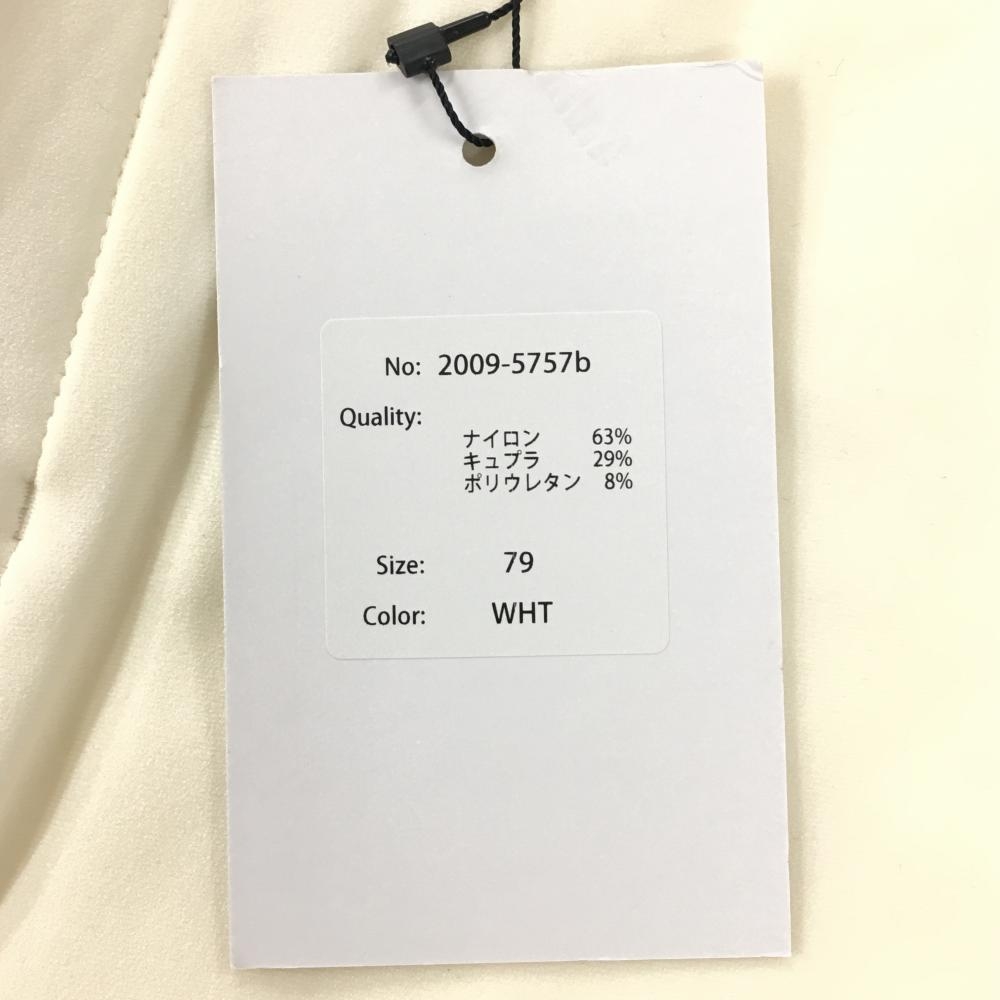 No: 2009-5757b
Quality:
ナイロン 63%
キュプラ 29%
ポリウレタン 8%
Size: 79
Color: WHT